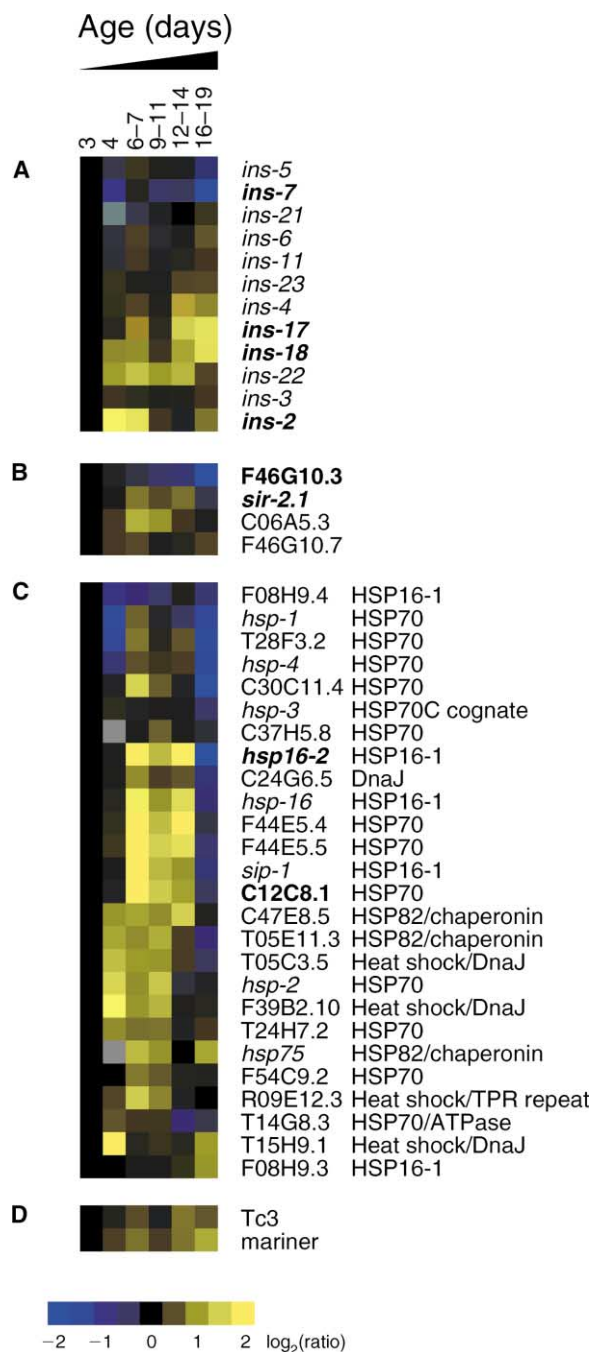 Age (days)
3 4 6–7 9–11 12–14 16–19
A
ins-5
ins-7
ins-21
ins-6
ins-11
ins-23
ins-4
ins-17
ins-18
ins-22
ins-3
ins-2
B
F46G10.3
sir-2.1
C06A5.3
F46G10.7
C
F08H9.4 HSP16-1
hsp-1 HSP70
T28F3.2 HSP70
hsp-4 HSP70
C30C11.4 HSP70
hsp-3 HSP70C cognate
C37H5.8 HSP70
hsp16-2 HSP16-1
C24G6.5 DnaJ
hsp-16 HSP16-1
F44E5.4 HSP70
F44E5.5 HSP70
sip-1 HSP16-1
C12C8.1 HSP70
C47E8.5 HSP82/chaperonin
T05E11.3 HSP82/chaperonin
T05C3.5 Heat shock/DnaJ
hsp-2 HSP70
F39B2.10 Heat shock/DnaJ
T24H7.2 HSP70
hsp75 HSP82/chaperonin
F54C9.2 HSP70
R09E12.3 Heat shock/TPR repeat
T14G8.3 HSP70/ATPase
T15H9.1 Heat shock/DnaJ
F08H9.3 HSP16-1
D
Tc3
mariner
−2 −1 0 1 2 log2(ratio)